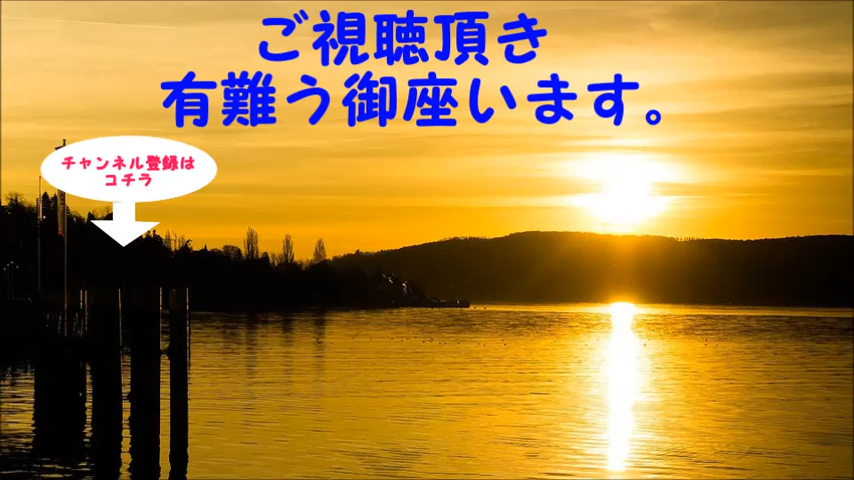 ご視聴頂き
有難う御座います。
チャンネル登録は
コチラ